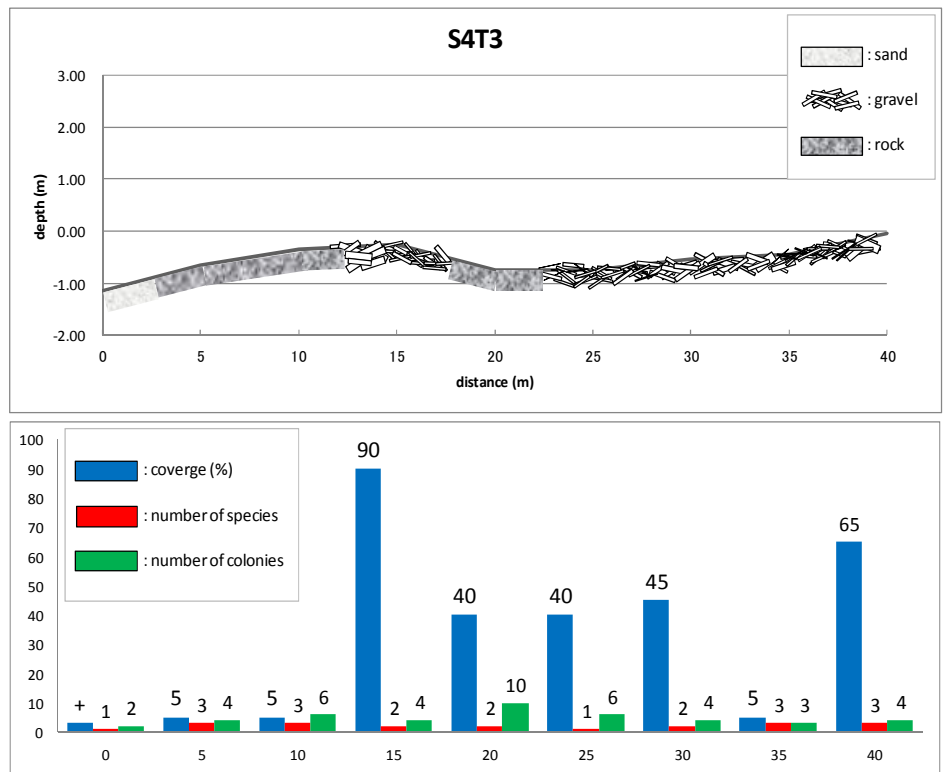 S4T3
: sand
: gravel
: rock
depth (m)
3.00
2.00
1.00
0.00
-1.00
-2.00
0 5 10 15 20 25 30 35 40
distance (m)
: coverge (%)
: number of species
: number of colonies
100
90
80
70
60
50
40
30
20
10
0
+ 1 2 5 3 4 5 3 6 90 2 4 40 2 10 40 1 6 45 2 4 5 3 3 65 3 4
0 5 10 15 20 25 30 35 40